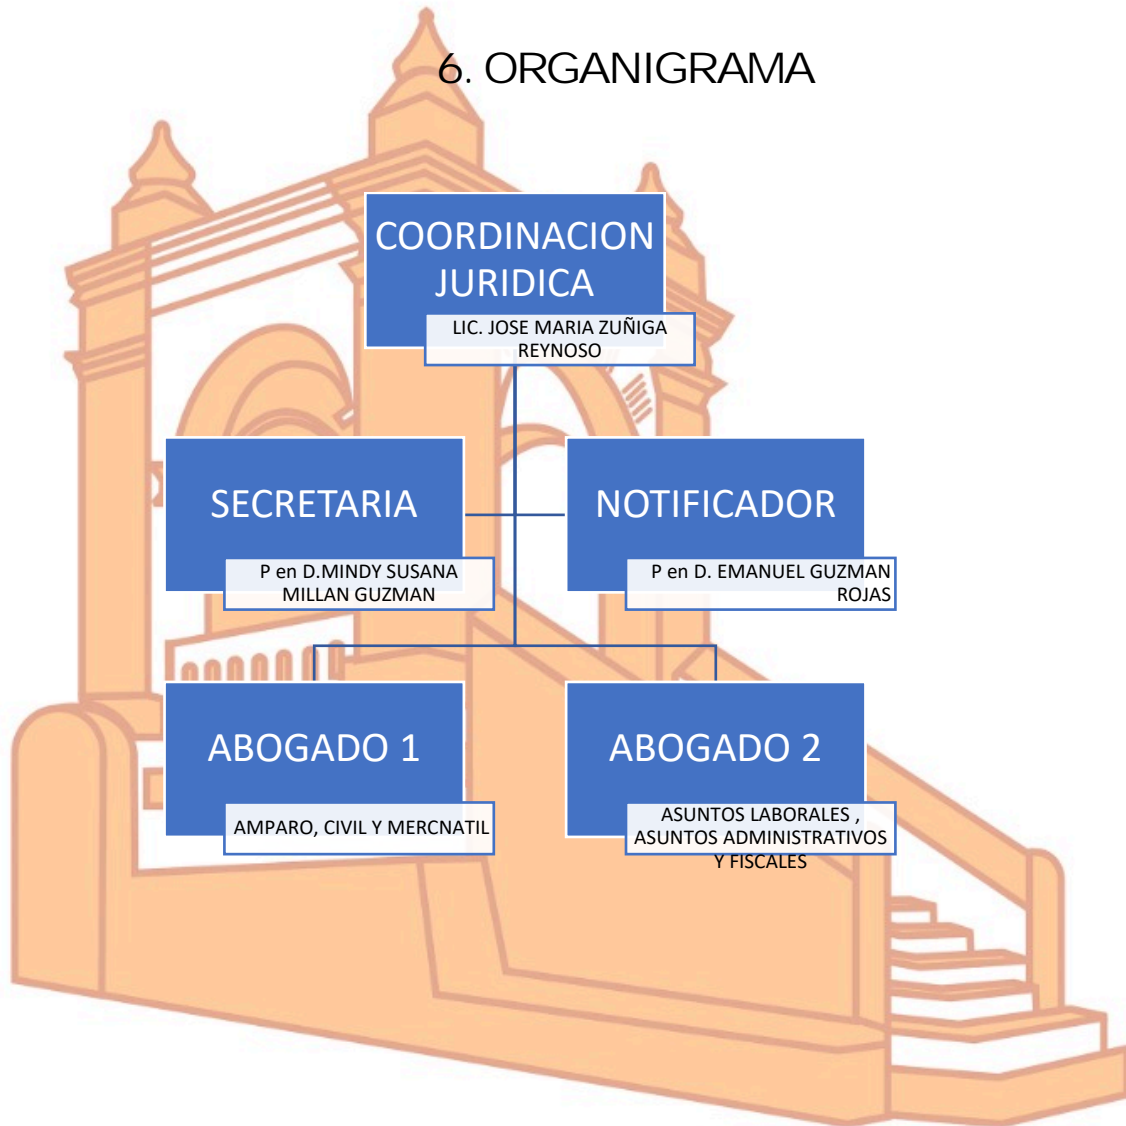 6. ORGANIGRAMA
COORDINACION
JURIDICA
LIC. JOSE MARIA ZUÑIGA
REYNOSO
SECRETARIA
P en D.MINDY SUSANA
MILLAN GUZMAN
NOTIFICADOR
P en D. EMANUEL GUZMAN
ROJAS
ABOGADO 1
AMPARO, CIVIL Y MERCNATIL
ABOGADO 2
ASUNTOS LABORALES ,
ASUNTOS ADMINISTRATIVOS
Y FISCALES